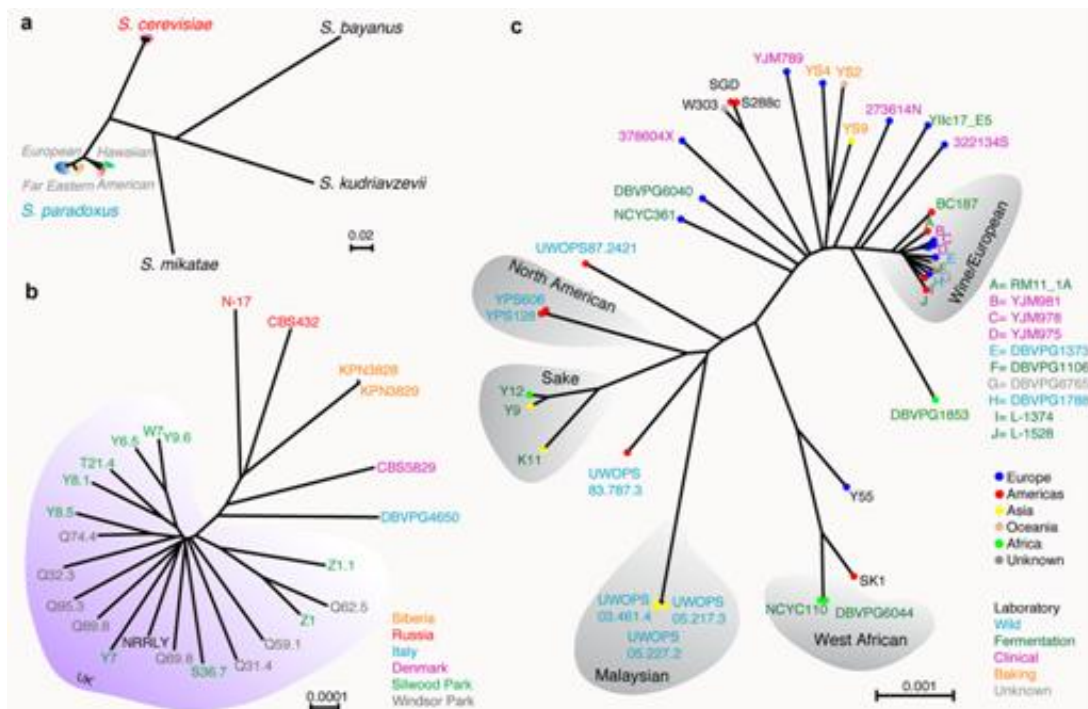 a
S. cerevisiae
S. bayanus
European
Hawaiian
Far Eastern
American
S. paradoxus
S. kudriavzevii
S. mikatae
0.02
b
N-17
CBS432
KPN3828
KPN3829
W7
Y9.6
Y6.5
T21.4
Y8.1
Y8.5
CBS5829
DBVPG4650
Q74.4
Q32.3
Q95.3
Q89.8
Y7
NRRLY
Q69.8
S36.7
Q31.4
Q59.1
Z1
Q62.5
Z1.1
UK
Siberia
Russia
Italy
Denmark
Silwood Park
Windsor Park
0.0001
c
YJM789
YS4
YS2
SGD
W303
S288c
273614N
YS9
YIIc17_E5
378604X
322134S
DBVPG6040
NCYC361
BC187
UWOPS87.2421
North American
YPS606
YPS128
Wine/European
A
B
E
J
A= RM11_1A
B= YJM981
C= YJM978
D= YJM975
E= DBVPG1373
F= DBVPG1106
G= DBVPG6765
H= DBVPG1788
I= L-1374
J= L-1528
Sake
Y12
Y9
K11
UWOPS
83.787.3
DBVPG1853
Y55
SK1
NCYC110
DBVPG6044
West African
UWOPS
03.461.4
UWOPS
05.217.3
UWOPS
05.227.2
Malaysian
Europe
Americas
Asia
Oceania
Africa
Unknown
Laboratory
Wild
Fermentation
Clinical
Baking
Unknown
0.001